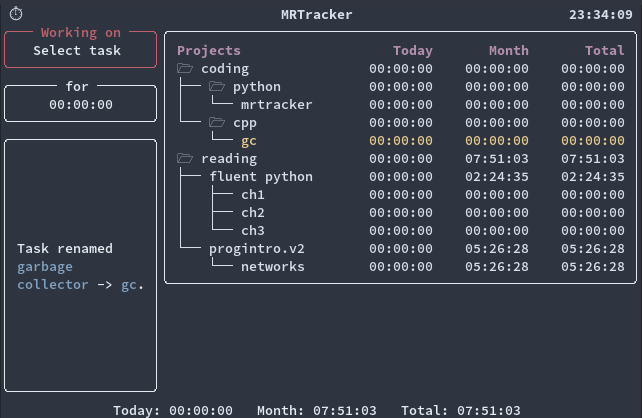 MRTracker 23:34:09
Working on
Select task
for
00:00:00
Task renamed
garbage
collector -> gc.
Projects Today Month Total
coding 00:00:00 00:00:00 00:00:00
python 00:00:00 00:00:00 00:00:00
mrtracker 00:00:00 00:00:00 00:00:00
cpp 00:00:00 00:00:00 00:00:00
gc 00:00:00 00:00:00 00:00:00
reading 00:00:00 07:51:03 07:51:03
fluent python 00:00:00 02:24:35 02:24:35
ch1 00:00:00 00:00:00 00:00:00
ch2 00:00:00 00:00:00 00:00:00
ch3 00:00:00 00:00:00 00:00:00
progintro.v2 00:00:00 05:26:28 05:26:28
networks 00:00:00 05:26:28 05:26:28
Today: 00:00:00 Month: 07:51:03 Total: 07:51:03